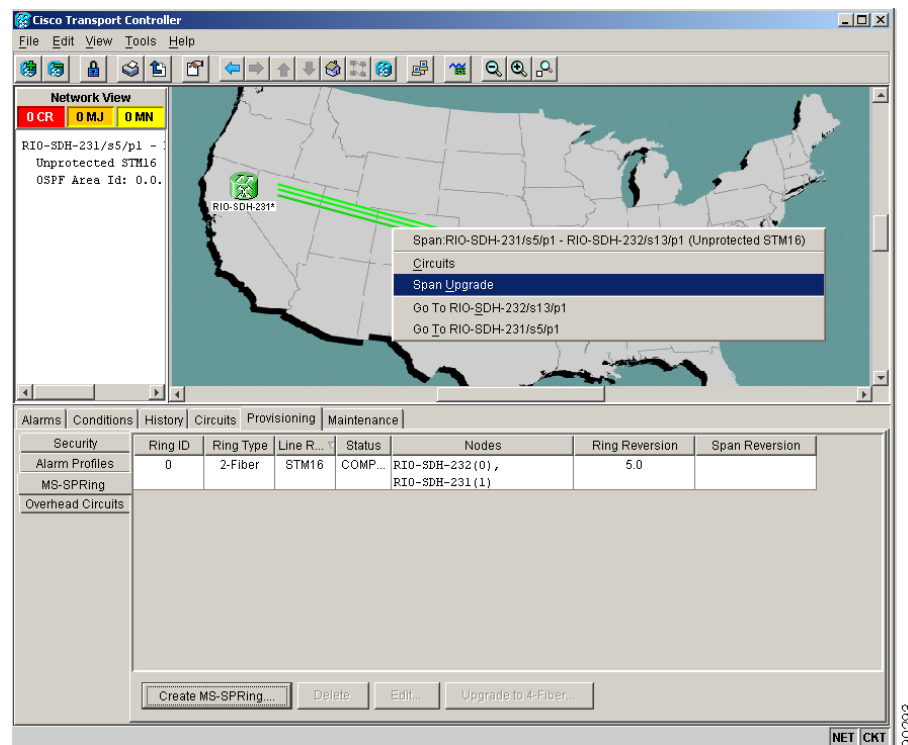 Cisco Transport Controller
File Edit View Tools Help
Network View
0 CR 0 MJ 0 MN
RIO-SDH-231/s5/p1 -
Unprotected STM16
OSPF Area Id: 0.0.
RIO-SDH-231*
Span:RIO-SDH-231/s5/p1 - RIO-SDH-232/s13/p1 (Unprotected STM16)
Circuits
Span Upgrade
Go To RIO-SDH-232/s13/p1
Go To RIO-SDH-231/s5/p1
Alarms Conditions History Circuits Provisioning Maintenance
Security
Alarm Profiles
MS-SPRing
Overhead Circuits
Ring ID Ring Type Line R... Status Nodes Ring Reversion Span Reversion
0 2-Fiber STM16 COMP... RIO-SDH-232(0), 5.0
RIO-SDH-231(1)
Create MS-SPRing.... Delete Edit... Upgrade to 4-Fiber...
NET CKT